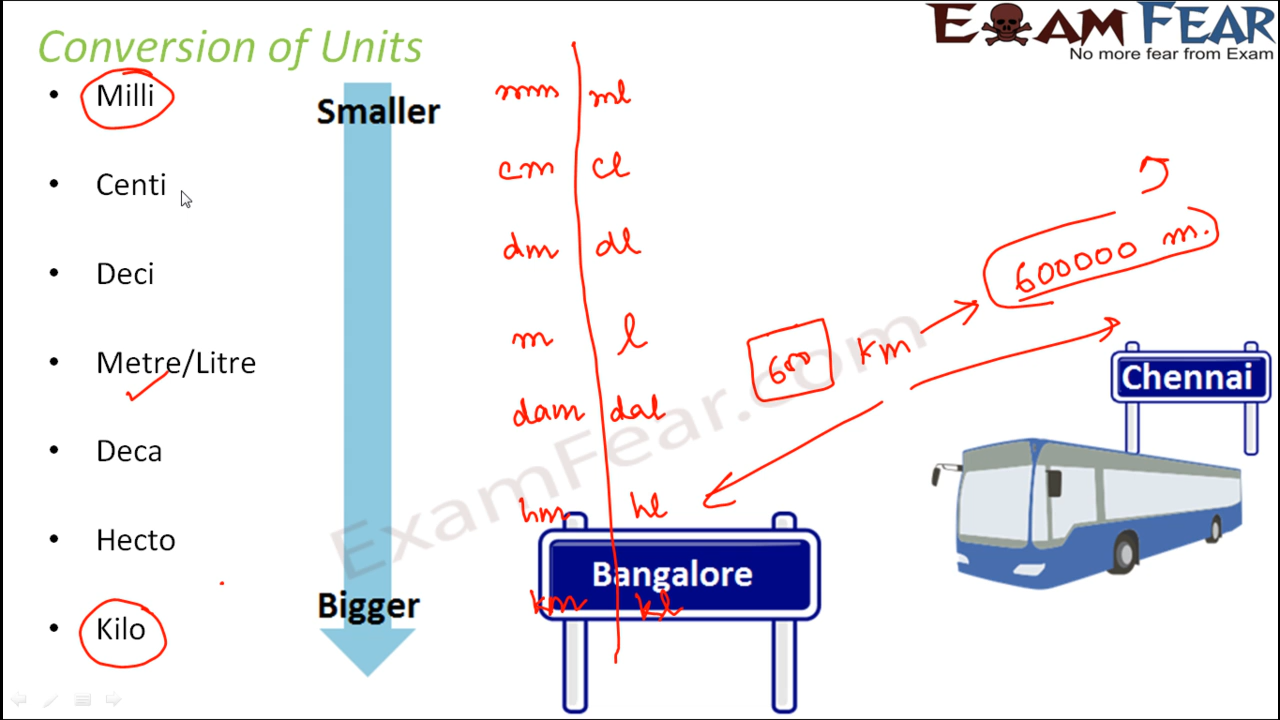 Conversion of Units
EXAM FEAR
No more fear from Exam
• Milli
Smaller
mm ml
• Centi
cm cl
• Deci
dm dl
600000 m.
• Metre/Litre
m l
600 km
Chennai
• Deca
dam dal
• Hecto
hm hl
Bangalore
Bigger
km kl
• Kilo
ExamFear.com